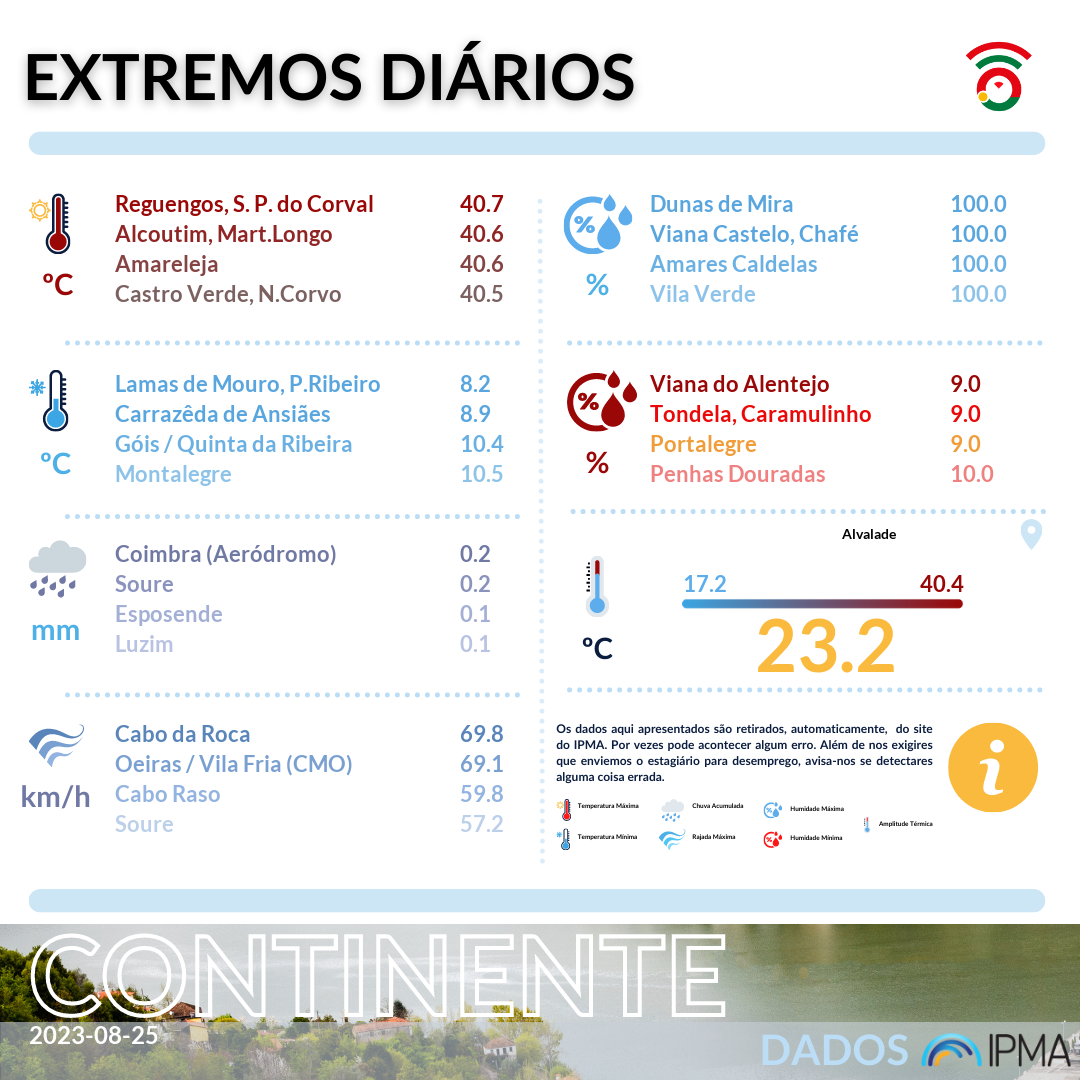 EXTREMOS DIÁRIOS
Reguengos, S. P. do Corval 40.7
Alcoutim, Mart.Longo 40.6
Amareleja 40.6
Castro Verde, N.Corvo 40.5
ºC
Lamas de Mouro, P.Ribeiro 8.2
Carrazêda de Ansiães 8.9
Góis / Quinta da Ribeira 10.4
Montalegre 10.5
ºC
Coimbra (Aeródromo) 0.2
Soure 0.2
Esposende 0.1
Luzim 0.1
mm
Cabo da Roca 69.8
Oeiras / Vila Fria (CMO) 69.1
Cabo Raso 59.8
Soure 57.2
km/h
%
Dunas de Mira 100.0
Viana Castelo, Chafé 100.0
Amares Caldelas 100.0
Vila Verde 100.0
%
%
Viana do Alentejo 9.0
Tondela, Caramulinho 9.0
Portalegre 9.0
Penhas Douradas 10.0
%
Alvalade
17.2 40.4
23.2
ºC
Os dados aqui apresentados são retirados, automaticamente, do site
do IPMA. Por vezes pode acontecer algum erro. Além de nos exigires
que enviemos o estagiário para desemprego, avisa-nos se detectares
alguma coisa errada.
i
Temperatura Máxima
Chuva Acumulada
Humidade Máxima
Amplitude Térmica
Temperatura Mínima
Rajada Máxima
Humidade Mínima
CONTINENTE
2023-08-25
DADOS IPMA